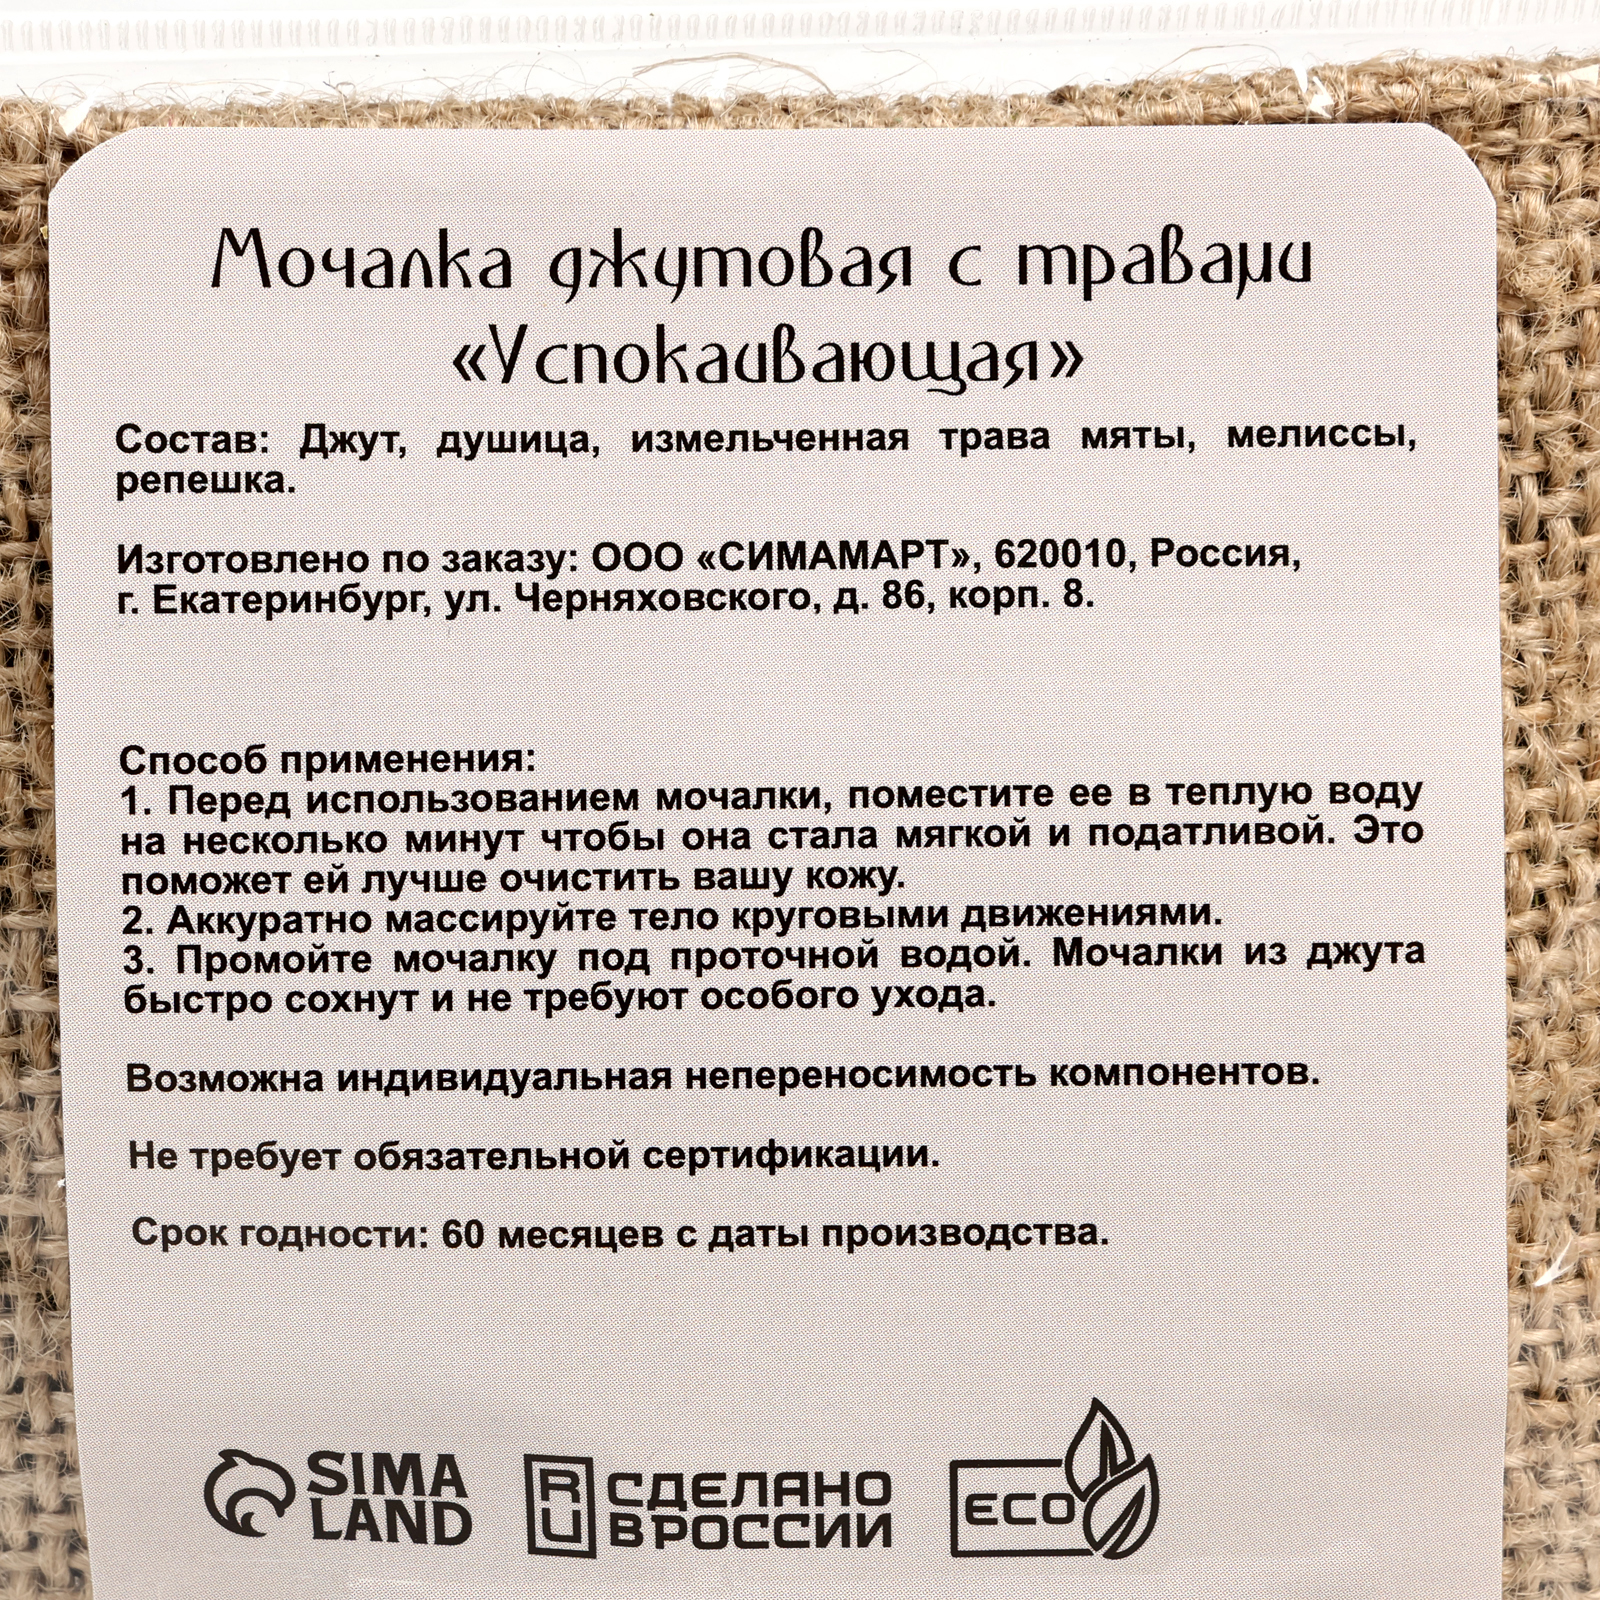 Мочалка джутовая с травами
«Успокаивающая»
Состав: Джут, душица, измельченная трава мяты, мелиссы,
репешка.
Изготовлено по заказу: ООО «СИМАМАРТ», 620010, Россия,
г. Екатеринбург, ул. Черняховского, д. 86, корп. 8.
Способ применения:
1. Перед использованием мочалки, поместите ее в теплую воду
на несколько минут чтобы она стала мягкой и податливой. Это
поможет ей лучше очистить вашу кожу.
2. Аккуратно массируйте тело круговыми движениями.
3. Промойте мочалку под проточной водой. Мочалки из джута
быстро сохнут и не требуют особого ухода.
Возможна индивидуальная непереносимость компонентов.
Не требует обязательной сертификации.
Срок годности: 60 месяцев с даты производства.
SIMA
LAND
RU
СДЕЛАНО
В РОССИИ
ECO